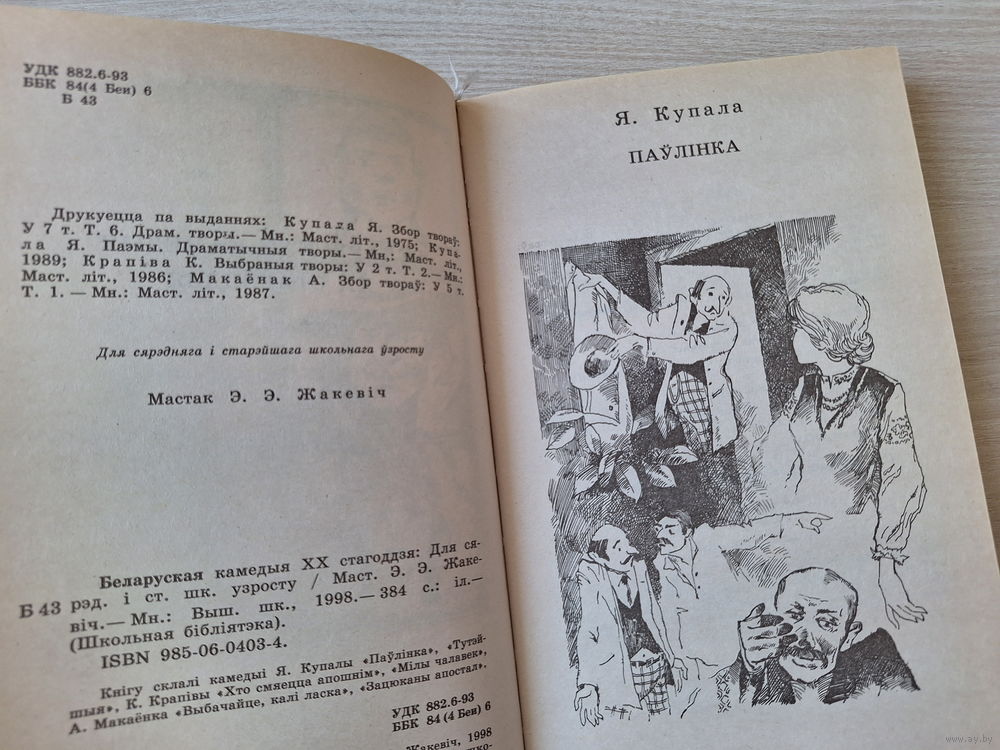 УДК 882.6-93
ББК 84(4 Беи) 6
Б 43
Друкуецца па выданнях: Купала Я. Збор твораў:
У 7 т. Т. 6. Драм. творы.— Мн.: Маст. літ., 1975; Купа-
ла Я. Паэмы. Драматычныя творы.— Мн,: Маст. літ.,
1989; Крапіва К. Выбраныя творы: У 2 т. Т. 2.— Мн.:
Маст. літ., 1986; Макаёнак А. Збор твораў: У 5 т.
Т. 1. — Мн.: Маст. літ., 1987.
Для сярэдняга і старэйшага школьнага ўзросту
Мастак Э. Э. Жакевіч
Беларуская камедыя XX стагоддзя: Для ся-
Б 43 рэд. і ст. шк. узросту / Маст. Э. Э. Жаке-
віч.— Мн.: Выш. шк., 1998.— 384 с.: іл.—
(Школьная бібліятэка).
ISBN 985-06-0403-4.
Кнігу склалі камедыі Я. Купалы «Паўлінка», «Тутэй-
шыя», К. Крапівы «Хто смяецца апошнім», «Мілы чалавек»,
А. Макаёнка «Выбачайце, калі ласка», «Зацюканы апостал».
УДК 882.6-93
ББК 84 (4 Беи) 6
Жакевіч, 1998
Я. Купала
ПАЎЛІНКА
www.ay.by